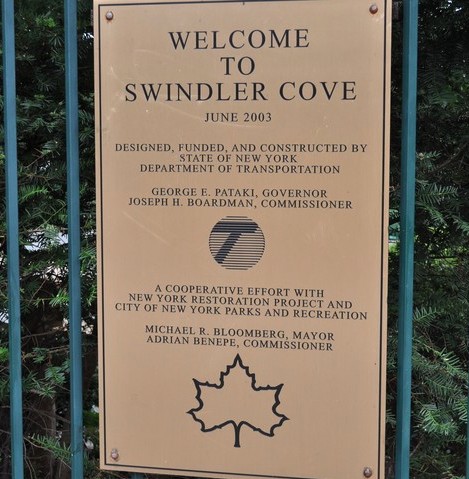 WELCOME
TO
SWINDLER COVE
JUNE 2003
DESIGNED, FUNDED, AND CONSTRUCTED BY
STATE OF NEW YORK
DEPARTMENT OF TRANSPORTATION
GEORGE E. PATAKI, GOVERNOR
JOSEPH H. BOARDMAN, COMMISSIONER
A COOPERATIVE EFFORT WITH
NEW YORK RESTORATION PROJECT AND
CITY OF NEW YORK PARKS AND RECREATION
MICHAEL R. BLOOMBERG, MAYOR
ADRIAN BENEPE, COMMISSIONER